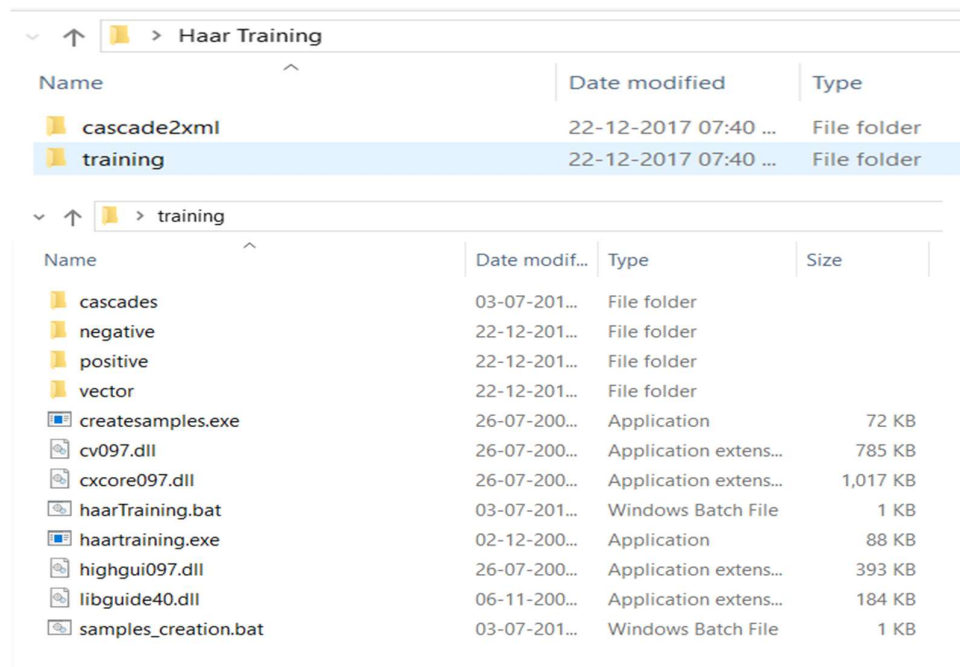 > Haar Training
Name Date modified Type
cascade2xml 22-12-2017 07:40 ... File folder
training 22-12-2017 07:40 ... File folder
> training
Name Date modif... Type Size
cascades 03-07-201... File folder
negative 22-12-201... File folder
positive 22-12-201... File folder
vector 22-12-201... File folder
createsamples.exe 26-07-200... Application 72 KB
cv097.dll 26-07-200... Application extens... 785 KB
cxcore097.dll 26-07-200... Application extens... 1,017 KB
haarTraining.bat 03-07-201... Windows Batch File 1 KB
haartraining.exe 02-12-200... Application 88 KB
highgui097.dll 26-07-200... Application extens... 393 KB
libguide40.dll 06-11-200... Application extens... 184 KB
samples_creation.bat 03-07-201... Windows Batch File 1 KB